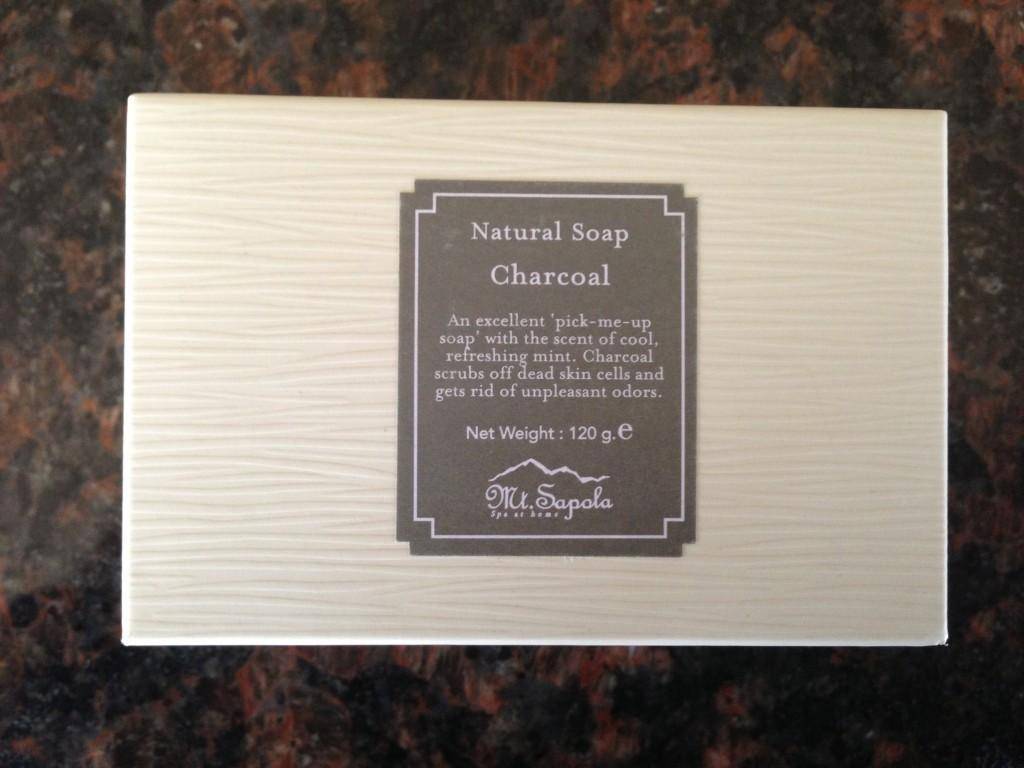 Natural Soap
Charcoal
An excellent 'pick-me-up
soap' with the scent of cool,
refreshing mint. Charcoal
scrubs off dead skin cells and
gets rid of unpleasant odors.
Net Weight : 120 g.e
Mt. Sapola
Spa at home